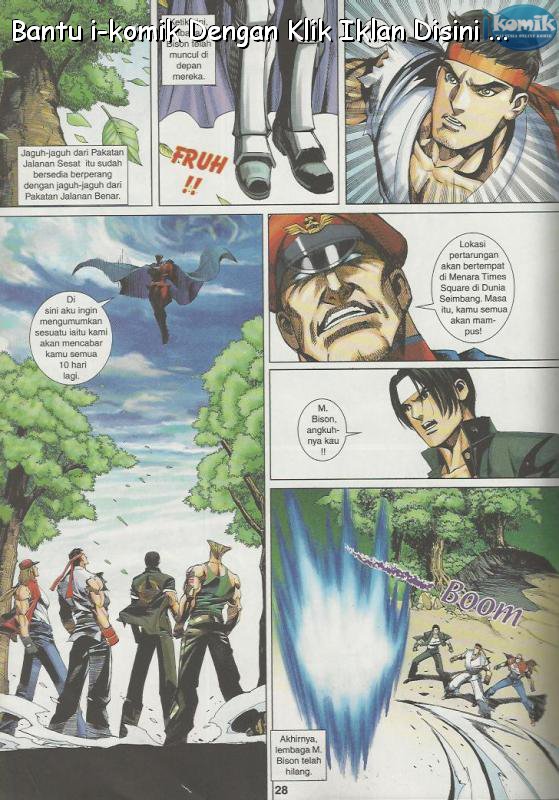 Bantu i-komik Dengan Klik Iklan Disini ...
komik
Jaguh-jaguh dari Pakatan
Jalanan Sesat itu sudah
bersedia berperang
dengan jaguh-jaguh dari
Pakatan Jalanan Benar.
Bison telah
muncul di
depan
mereka.
FRUH
!!
Di
sini aku ingin
mengumumkan
sesuatu iaitu kami
akan mencabar
kamu semua
10 hari
lagi.
Lokasi
pertarungan
akan bertempat
di Menara Times
Square di Dunia
Seimbang. Masa
itu, kamu semua
akan mam-
pus!
M.
Bison,
angkuh-
nya kau
!!
BOOM
Akhirnya,
lembaga M.
Bison telah
hilang.
28